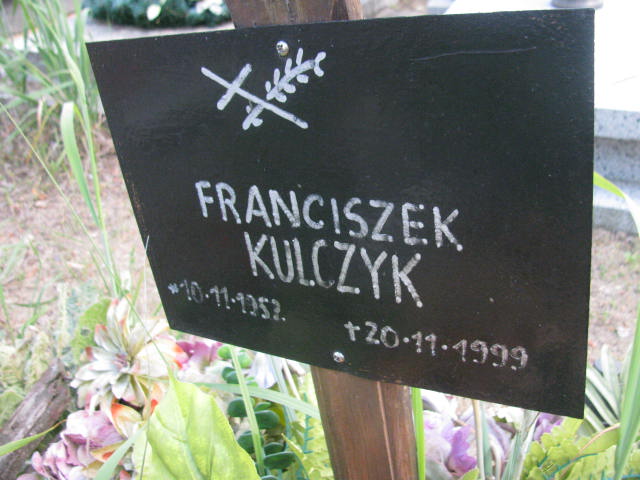 FRANCISZEK
KULCZYK
*10.11.1952.
†20.11.1999